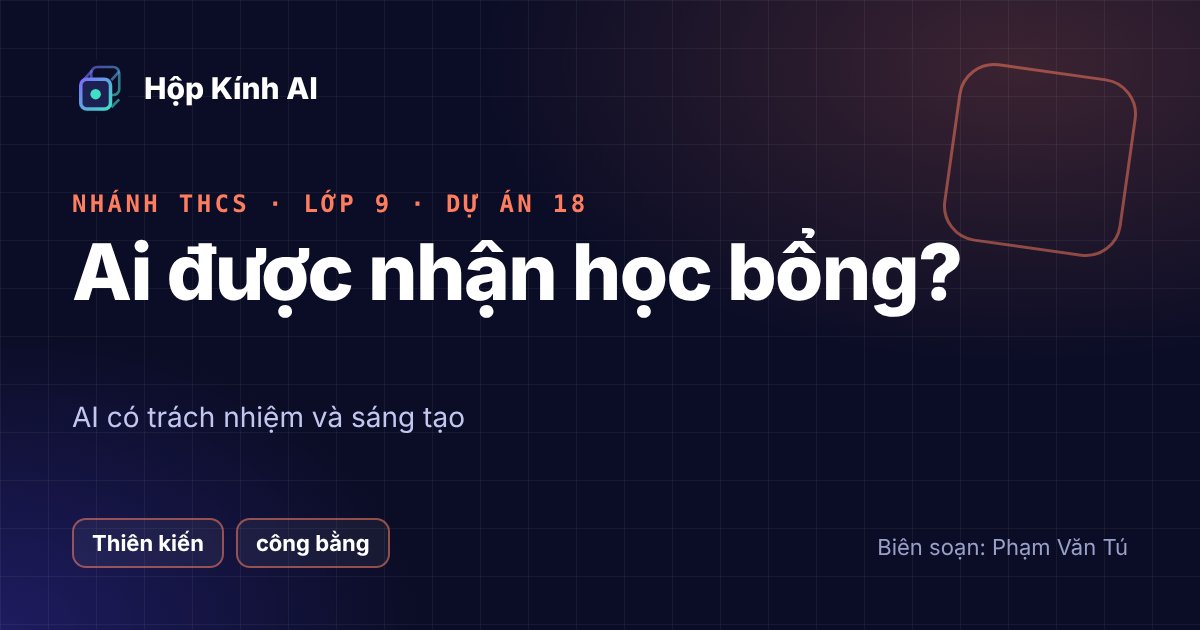 Hộp Kính AI
NHÁNH THCS · LỚP 9 · DỰ ÁN 18
Ai được nhận học bổng?
AI có trách nhiệm và sáng tạo
Thiên kiến
công bằng
Biên soạn: Phạm Văn Tú